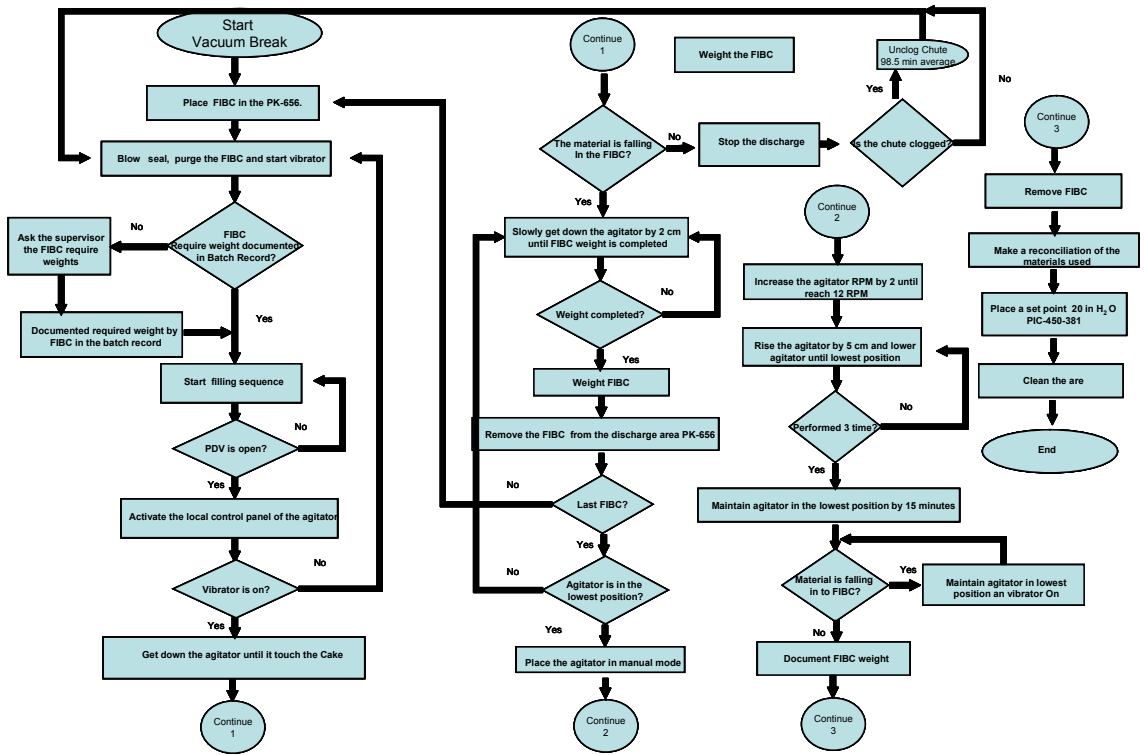 Start
Vacuum Break
Place FIBC in the PK-656.
Blow seal, purge the FIBC and start vibrator
FIBC
Require weight documented
in Batch Record?
No
Ask the supervisor
the FIBC require
weights
Documented required weight by
FIBC in the batch record
Yes
Start filling sequence
No
PDV is open?
Yes
Activate the local control panel of the agitator
No
Vibrator is on?
Yes
Get down the agitator until it touch the Cake
Continue
1
Continue
1
Weight the FIBC
The material is falling
In the FIBC?
No
Stop the discharge
Is the chute clogged?
Yes
Unclog Chute
98.5 min average
No
Yes
Slowly get down the agitator by 2 cm
until FIBC weight is completed
No
Weight completed?
Yes
Weight FIBC
Remove the FIBC from the discharge area PK-656
No
Last FIBC?
Yes
No
Agitator is in the
lowest position?
Yes
Place the agitator in manual mode
Continue
2
Continue
2
Increase the agitator RPM by 2 until
reach 12 RPM
Rise the agitator by 5 cm and lower
agitator until lowest position
No
Performed 3 time?
Yes
Maintain agitator in the lowest position by 15 minutes
Material is falling
in to FIBC?
Yes
Maintain agitator in lowest
position an vibrator On
No
Document FIBC weight
Continue
3
Continue
3
Remove FIBC
Make a reconciliation of the
materials used
Place a set point 20 in H2O
PIC-450-381
Clean the are
End